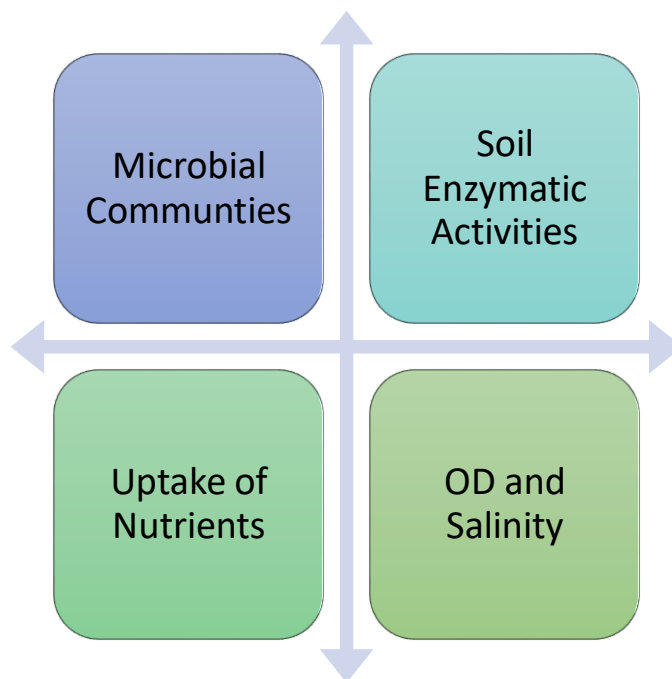 Microbial
Communties
Soil
Enzymatic
Activities
Uptake of
Nutrients
OD and
Salinity